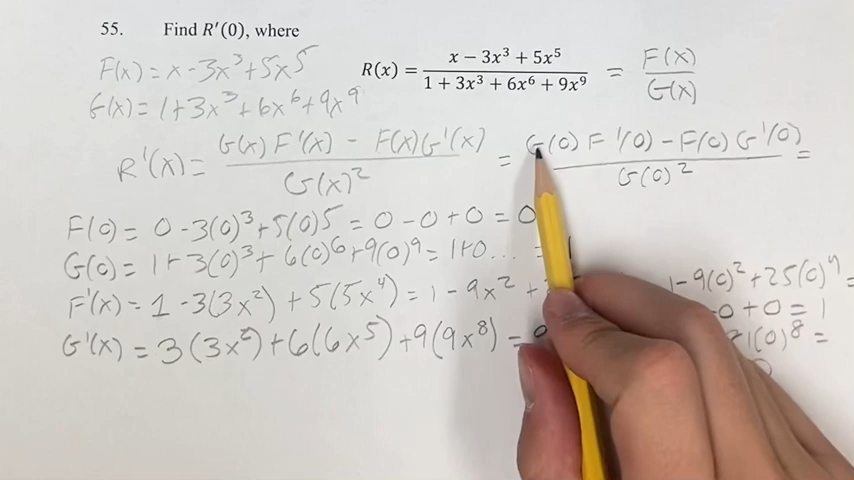 55. Find R'(0), where
F(x) = x - 3x³ + 5x⁵
R(x) = (x − 3x³ + 5x⁵) / (1 + 3x³ + 6x⁶ + 9x⁹) = F(x) / G(x)
G(x) = 1 + 3x³ + 6x⁶ + 9x⁹
R'(x) = (G(x) F'(x) - F(x) G'(x)) / G(x)² = (G(0) F'(0) - F(0) G'(0)) / G(0)² =
F(0) = 0 - 3(0)³ + 5(0)⁵ = 0 - 0 + 0 = 0
G(0) = 1 + 3(0)³ + 6(0)⁶ + 9(0)⁹ = 1 + 0 ... = 1
F'(x) = 1 - 3(3x²) + 5(5x⁴) = 1 - 9x² + 1 - 9(0)² + 25(0)⁴ =
0 + 0 = 1
G'(x) = 3(3x²) + 6(6x⁵) + 9(9x⁸) = (0)⁸ =